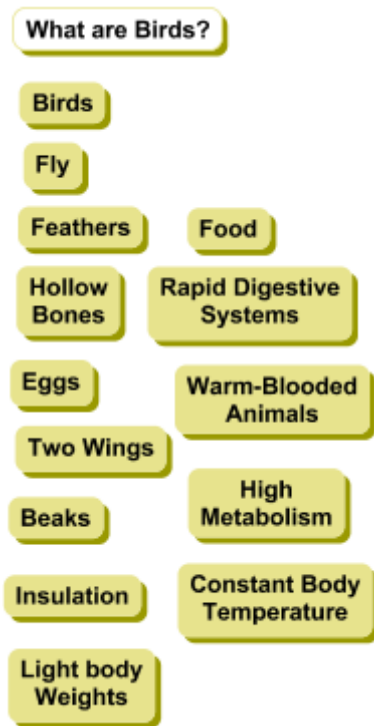 What are Birds?
Birds
Fly
Feathers
Food
Hollow
Bones
Rapid Digestive
Systems
Eggs
Warm-Blooded
Animals
Two Wings
High
Metabolism
Beaks
Insulation
Constant Body
Temperature
Light body
Weights